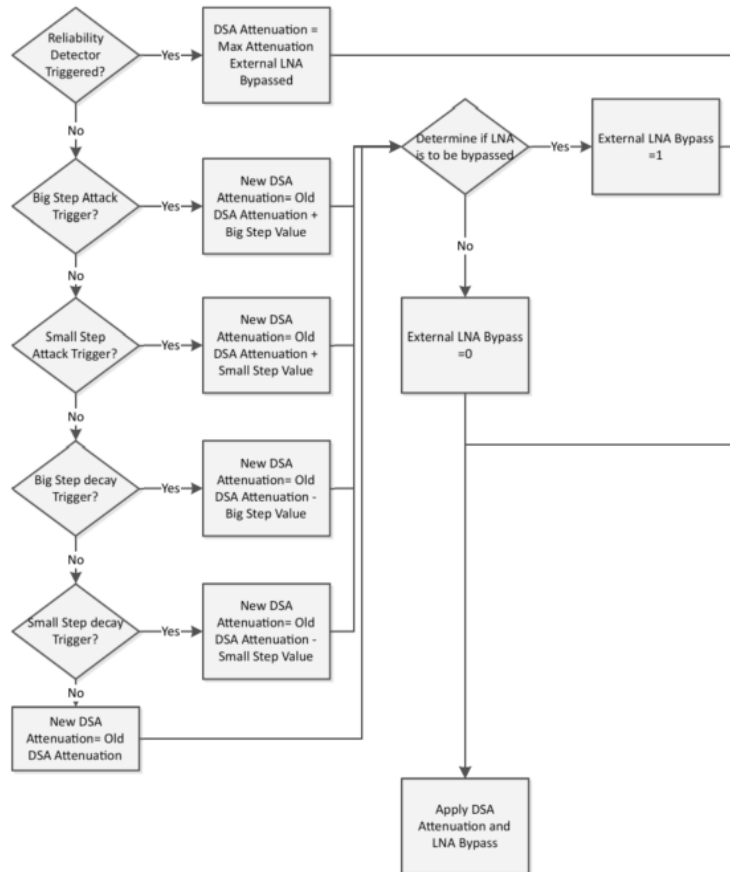 Reliability
Detector
Triggered?
Yes
DSA Attenuation =
Max Attenuation
External LNA
Bypassed
No
Determine if LNA
is to be bypassed
Yes
External LNA Bypass
=1
Big Step Attack
Trigger?
Yes
New DSA
Attenuation= Old
DSA Attenuation +
Big Step Value
No
No
Small Step
Attack Trigger?
Yes
New DSA
Attenuation= Old
DSA Attenuation +
Small Step Value
External LNA Bypass
=0
No
Big Step decay
Trigger?
Yes
New DSA
Attenuation= Old
DSA Attenuation -
Big Step Value
No
Small Step decay
Trigger?
Yes
New DSA
Attenuation= Old
DSA Attenuation -
Small Step Value
No
New DSA
Attenuation= Old
DSA Attenuation
Apply DSA
Attenuation and
LNA Bypass